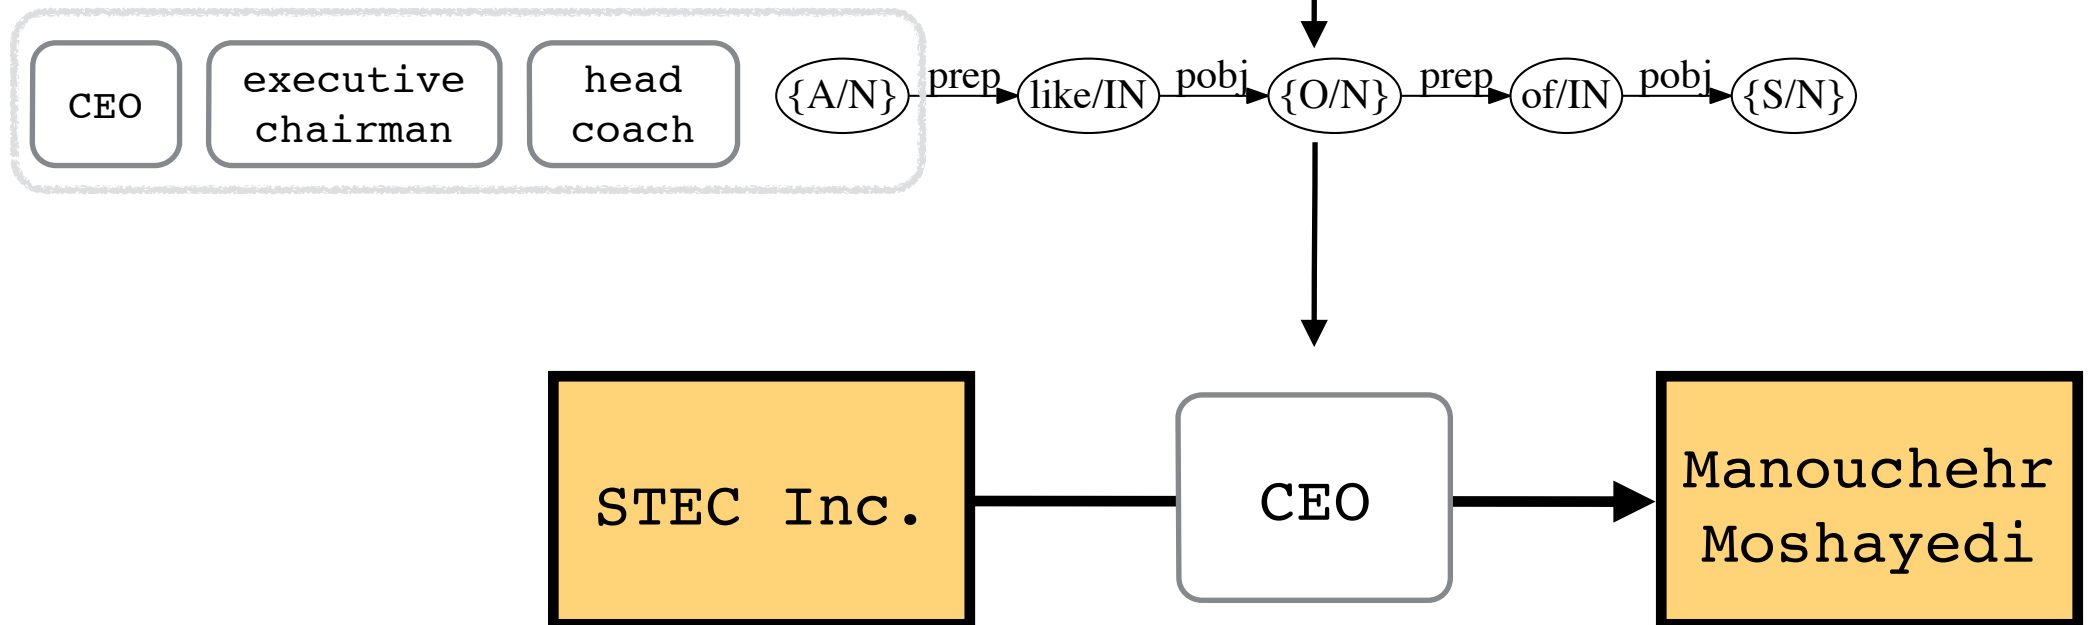 CEO
executive
chairman
head
coach
{A/N} prep like/IN pobj {O/N} prep of/IN pobj {S/N}
STEC Inc.
CEO
Manouchehr
Moshayedi